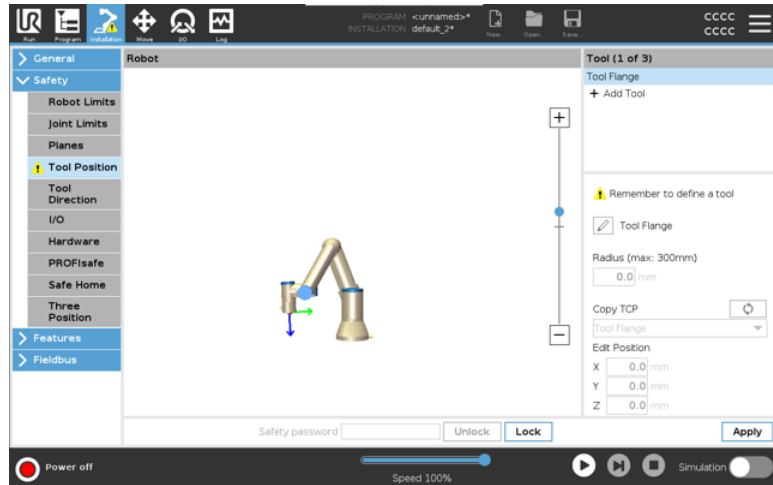 UR
Run
Program
Installation
Move
I/O
Log
PROGRAM <unnamed>*
INSTALLATION default_2*
New...
Open...
Save...
cccc
cccc
General
Safety
Robot Limits
Joint Limits
Planes
Tool Position
Tool
Direction
I/O
Hardware
PROFIsafe
Safe Home
Three
Position
Features
Fieldbus
Robot
Safety password
Unlock
Lock
Tool (1 of 3)
Tool Flange
+ Add Tool
Remember to define a tool
Tool Flange
Radius (max: 300mm)
0.0 mm
Copy TCP
Tool Flange
Edit Position
X 0.0 mm
Y 0.0 mm
Z 0.0 mm
Apply
Power off
Speed 100%
Simulation